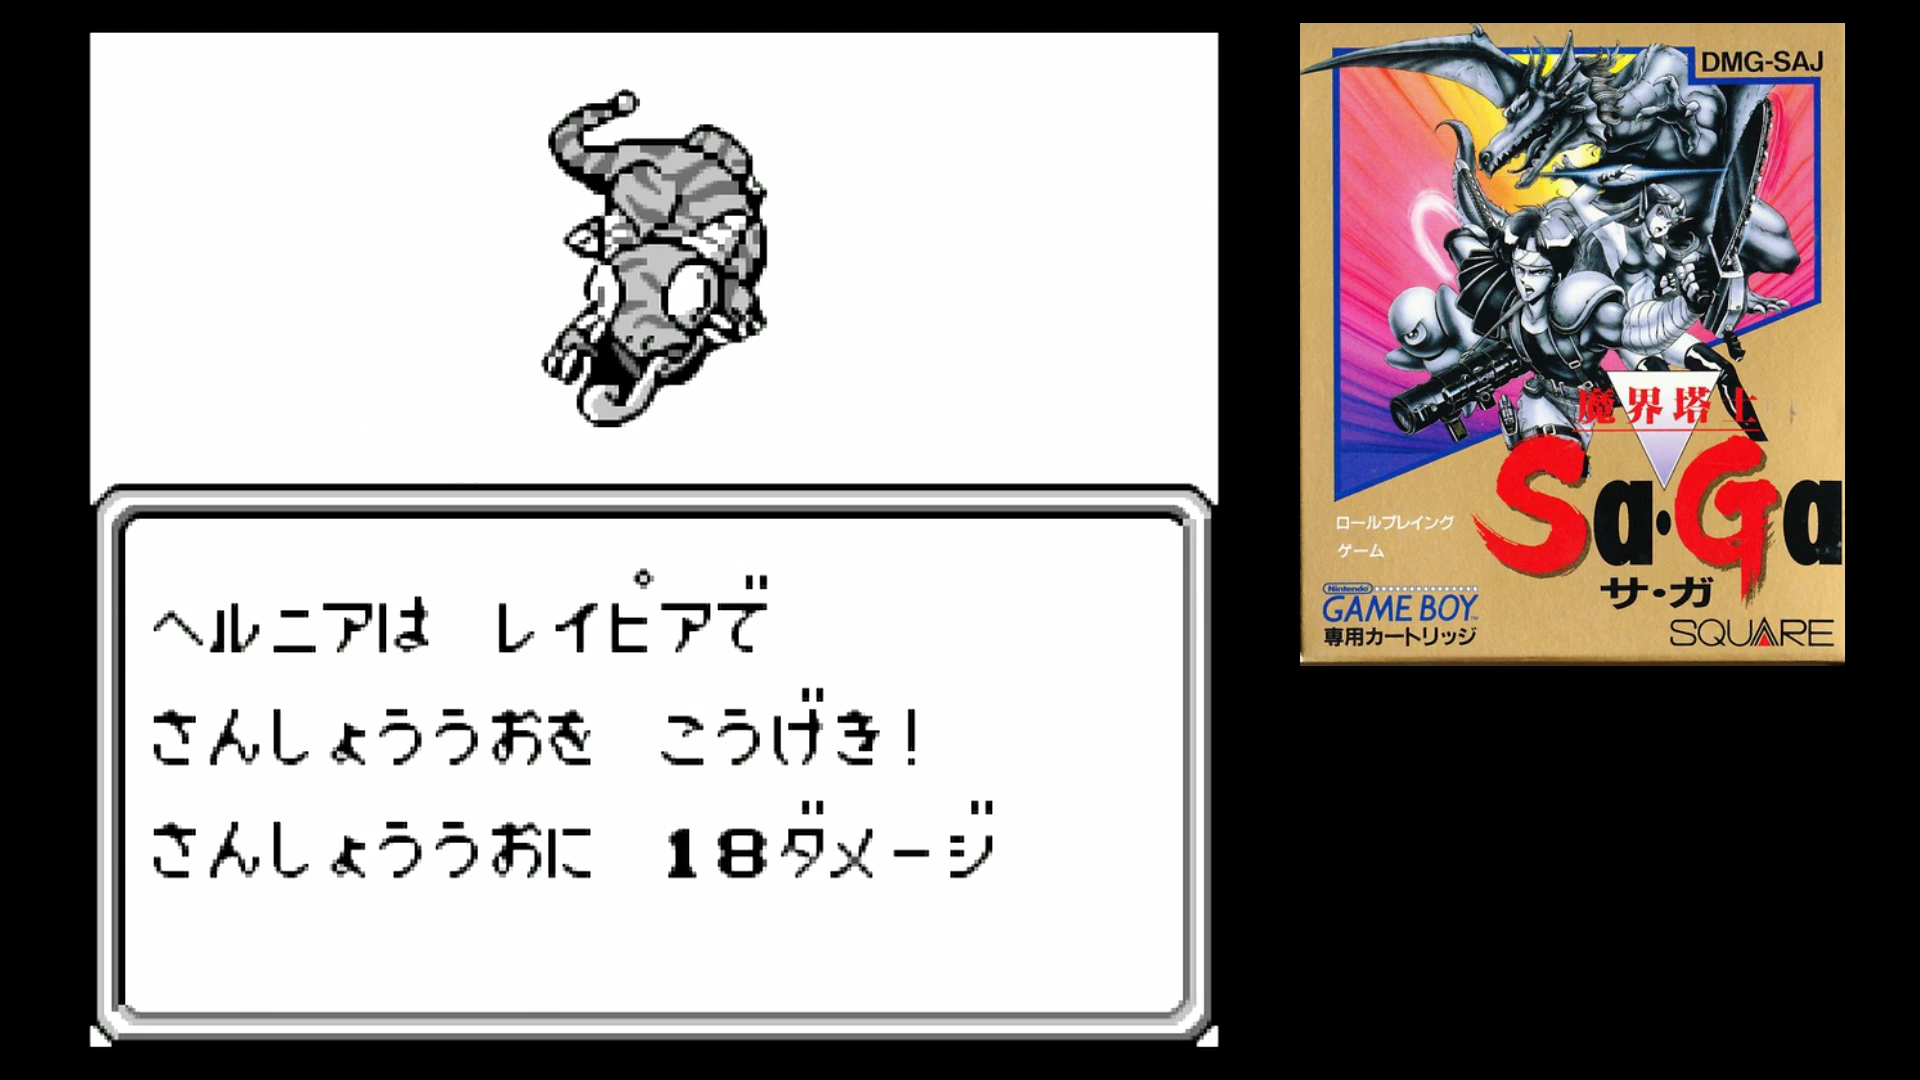 ヘルニアは　レイピアで
さんしょううおを　こうげき！
さんしょううおに　18ダメージ
DMG-SAJ
魔界塔士
Sa・Ga
サ・ガ
ロールプレイング
ゲーム
Nintendo
GAME BOY
専用カートリッジ
SQUARE